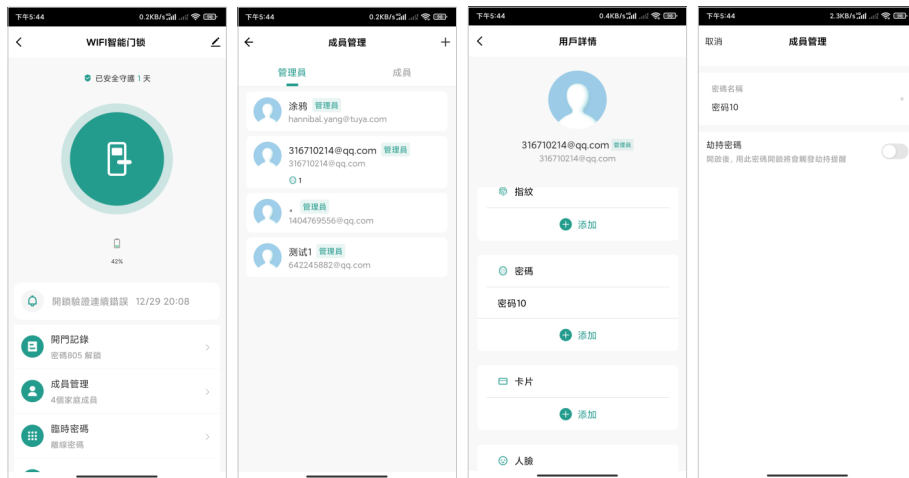 下午5:44
0.2KB/s
WIFI智能门锁
已安全守護 1 天
42%
開鎖驗證連續錯誤 12/29 20:08
開門記錄
密碼805 解鎖
成員管理
4個家庭成員
臨時密碼
離線密碼
下午5:44
0.2KB/s
成員管理
管理員
成員
涂鸦 管理員
hannibal.yang@tuya.com
316710214@qq.com 管理員
316710214@qq.com
1
。 管理員
1404769556@qq.com
测试1 管理員
642245882@qq.com
下午5:44
0.4KB/s
用戶詳情
316710214@qq.com 管理員
316710214@qq.com
指紋
添加
密碼
密码10
添加
卡片
添加
人臉
下午5:44
2.3KB/s
取消
成員管理
密碼名稱
密码10
劫持密碼
開啟後，用此密碼開鎖將會觸發劫持提醒